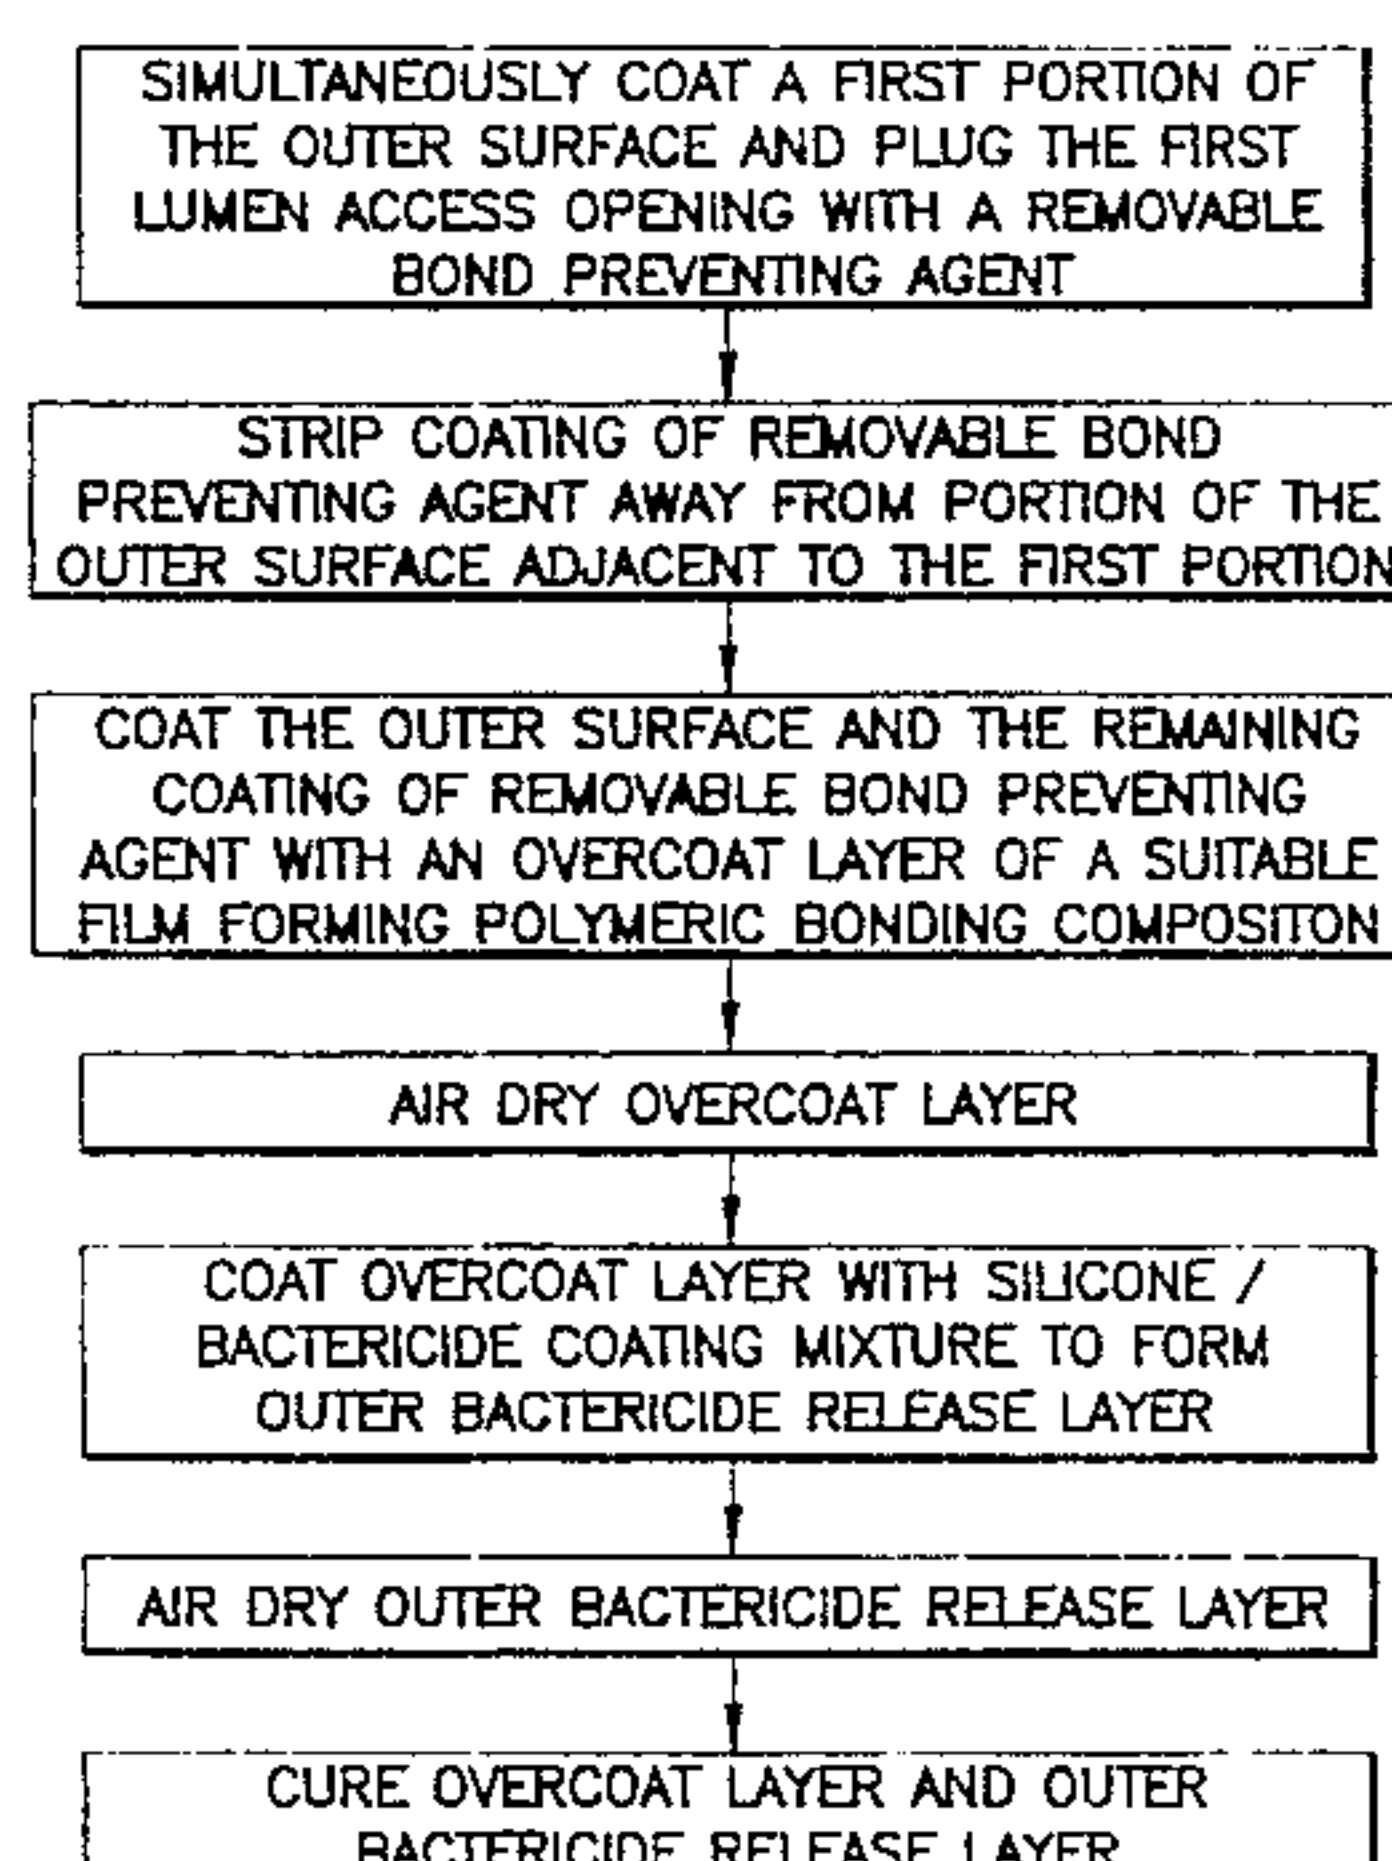 SIMULTANEOUSLY COAT A FIRST PORTION OF
THE OUTER SURFACE AND PLUG THE FIRST
LUMEN ACCESS OPENING WITH A REMOVABLE
BOND PREVENTING AGENT
STRIP COATING OF REMOVABLE BOND
PREVENTING AGENT AWAY FROM PORTION OF THE
OUTER SURFACE ADJACENT TO THE FIRST PORTION
COAT THE OUTER SURFACE AND THE REMAINING
COATING OF REMOVABLE BOND PREVENTING
AGENT WITH AN OVERCOAT LAYER OF A SUITABLE
FILM FORMING POLYMERIC BONDING COMPOSITON
AIR DRY OVERCOAT LAYER
COAT OVERCOAT LAYER WITH SILICONE /
BACTERICIDE COATING MIXTURE TO FORM
OUTER BACTERICIDE RELEASE LAYER
AIR DRY OUTER BACTERICIDE RELEASE LAYER
CURE OVERCOAT LAYER AND OUTER
BACTERICIDE RELEASE LAYER